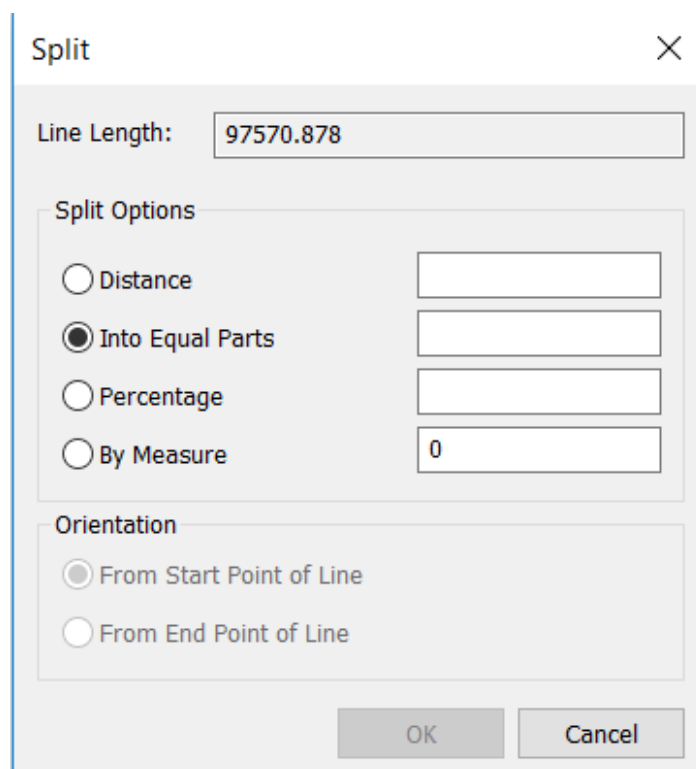 Split
Line Length: 97570.878
Split Options
Distance
Into Equal Parts
Percentage
By Measure 0
Orientation
From Start Point of Line
From End Point of Line
OK Cancel